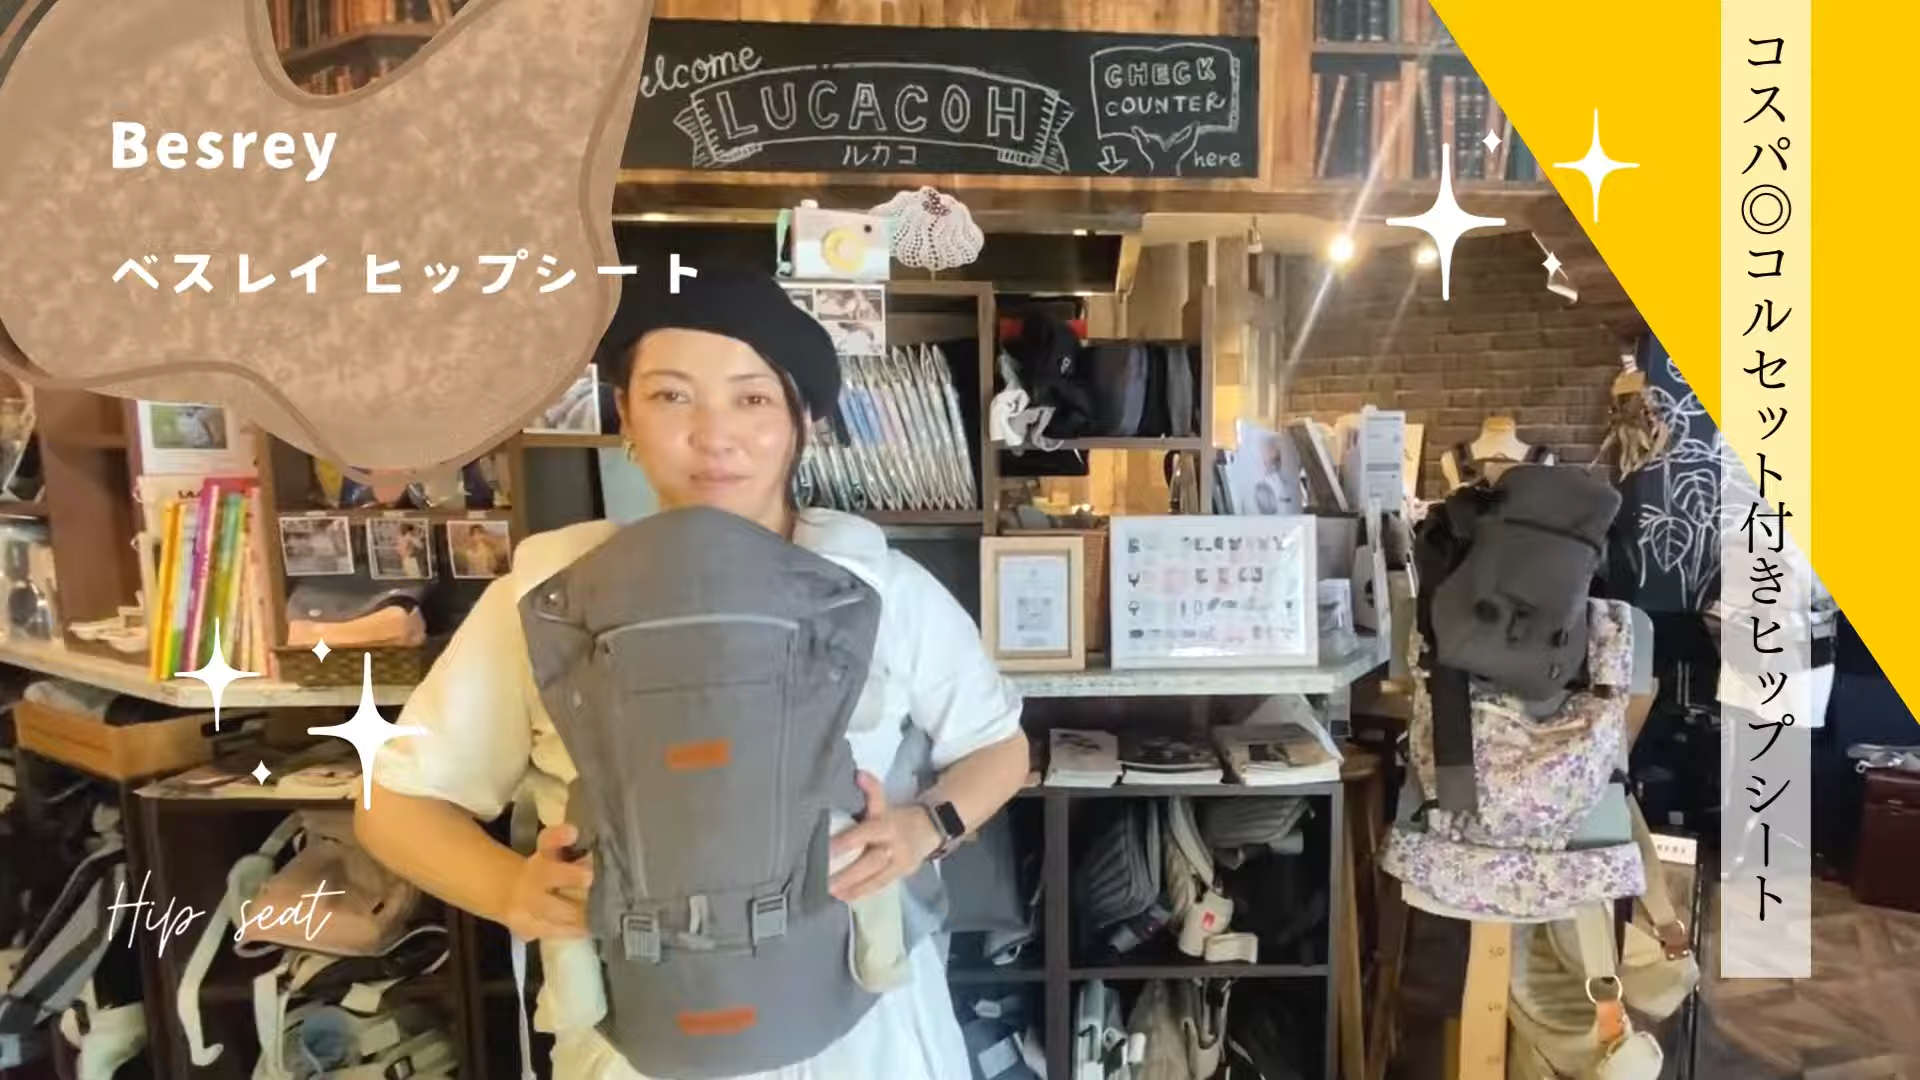 Besrey
ベスレイ ヒップシート
Hip seat
elcome
LUCACOH
ルカコ
CHECK
COUNTER
here
コスパ◎コルセット付きヒップシート